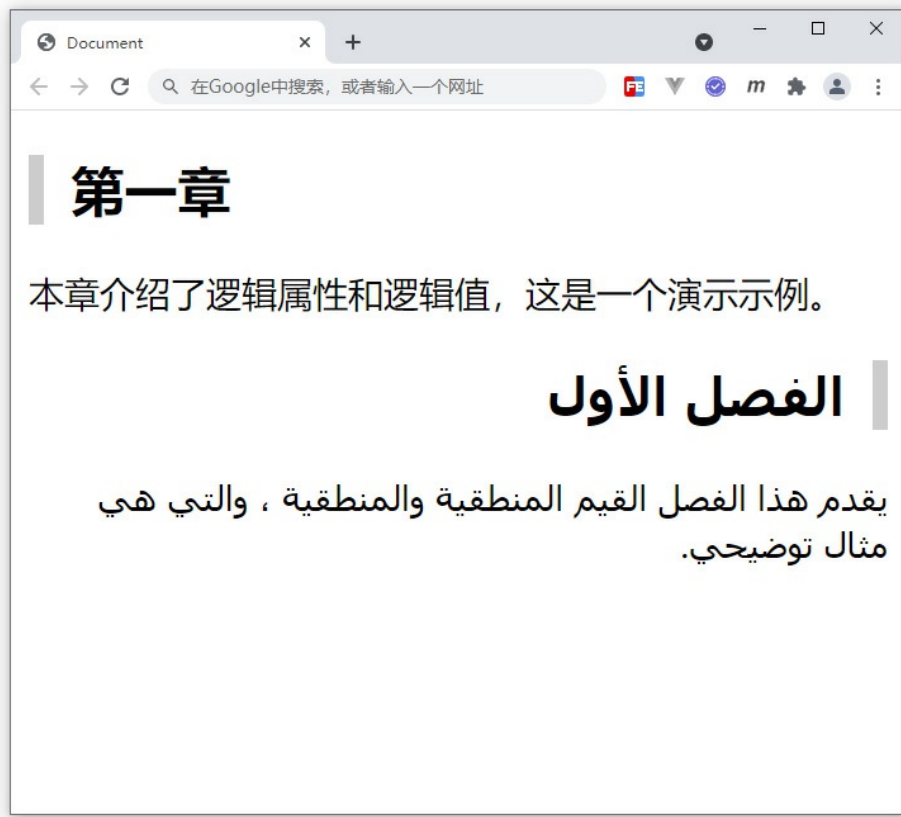 Document
在Google中搜索，或者输入一个网址
FE
m
第一章
本章介绍了逻辑属性和逻辑值，这是一个演示示例。
الفصل الأول
يقدم هذا الفصل القيم المنطقية والمنطقية ، والتي هي
مثال توضيحي.